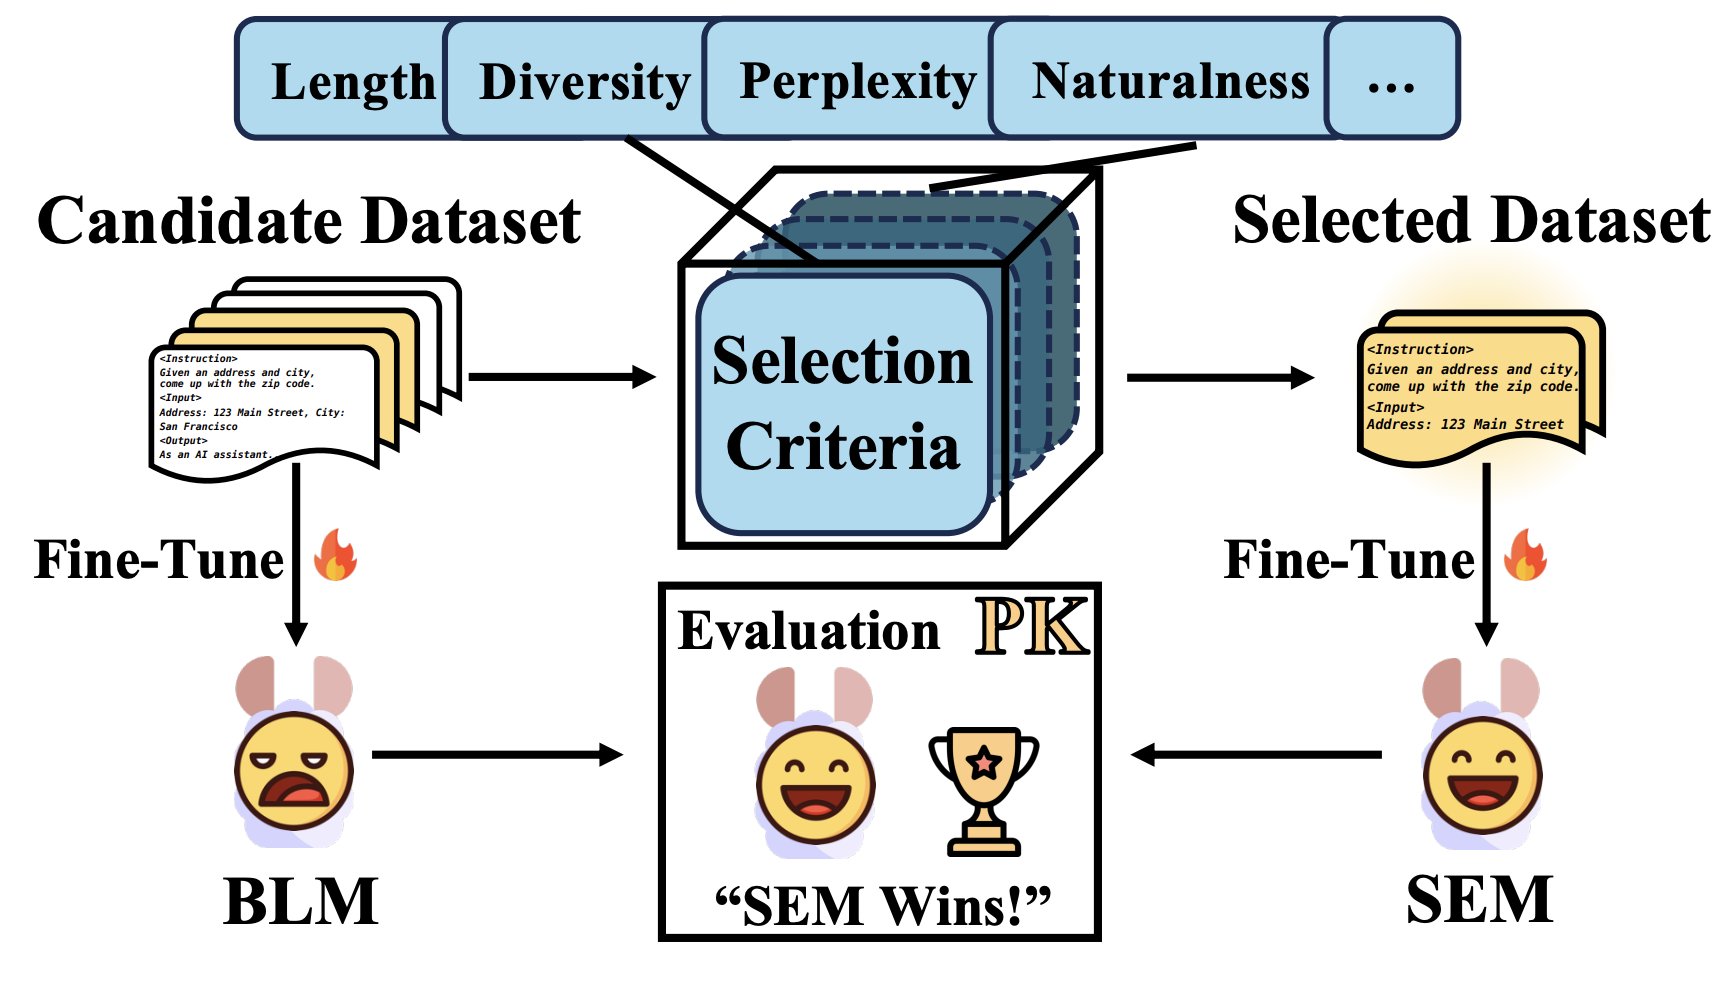 Length Diversity Perplexity Naturalness ...
Candidate Dataset
Selected Dataset
<Instruction>
Given an address and city,
come up with the zip code.
<Input>
Address: 123 Main Street, City:
San Francisco
<Output>
As an AI assistant.
Selection
Criteria
<Instruction>
Given an address and city,
come up with the zip code.
<Input>
Address: 123 Main Street
Fine-Tune
Fine-Tune
Evaluation PK
“SEM Wins!”
BLM
SEM